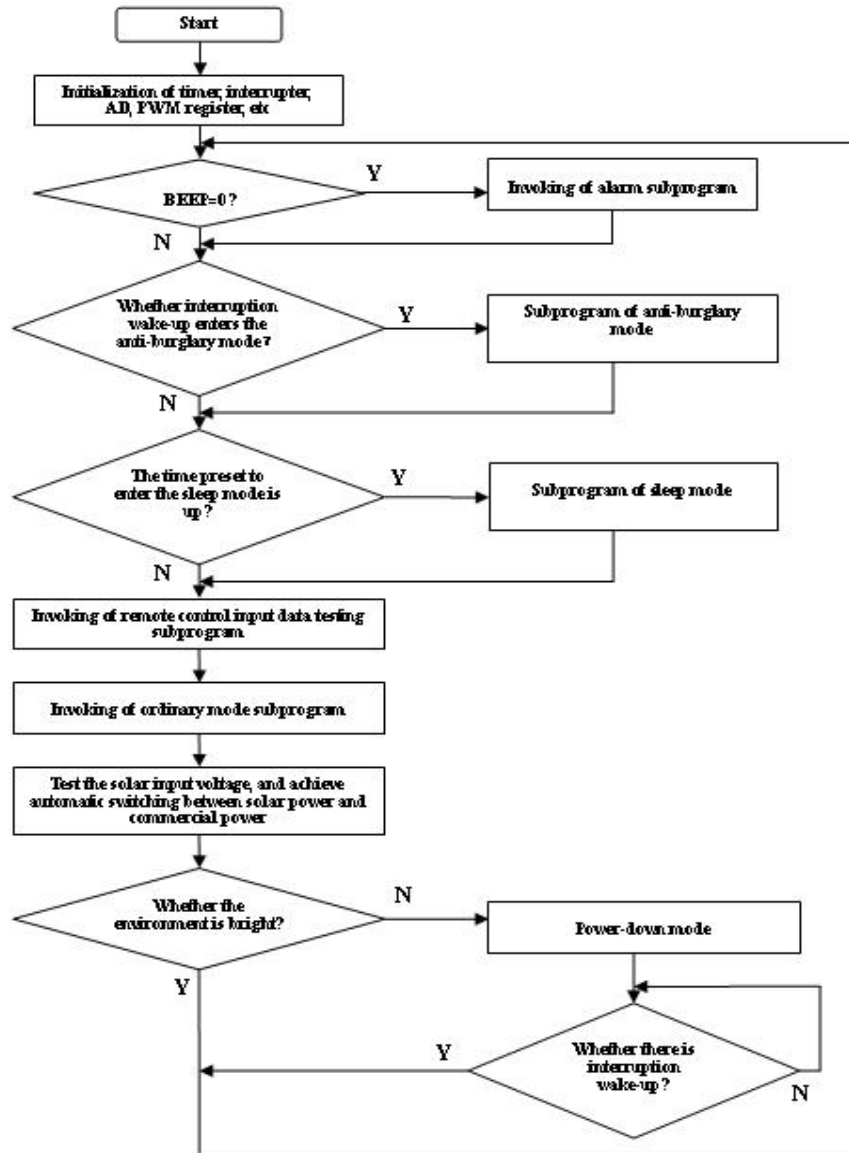 Start
Initialization of timer, interrupter,
AD, PWM register, etc
BEEP=0?
Y
Invoking of alarm subprogram
N
Whether interruption
wake-up enters the
anti-burglary mode?
Y
Subprogram of anti-burglary
mode
N
The time preset to
enter the sleep mode is
up?
Y
Subprogram of sleep mode
N
Invoking of remote control input data testing
subprogram
Invoking of ordinary mode subprogram
Test the solar input voltage, and achieve
automatic switching between solar power and
commercial power
Whether the
environment is bright?
N
Power-down mode
Y
Y
Whether there is
interruption
wake-up?
N